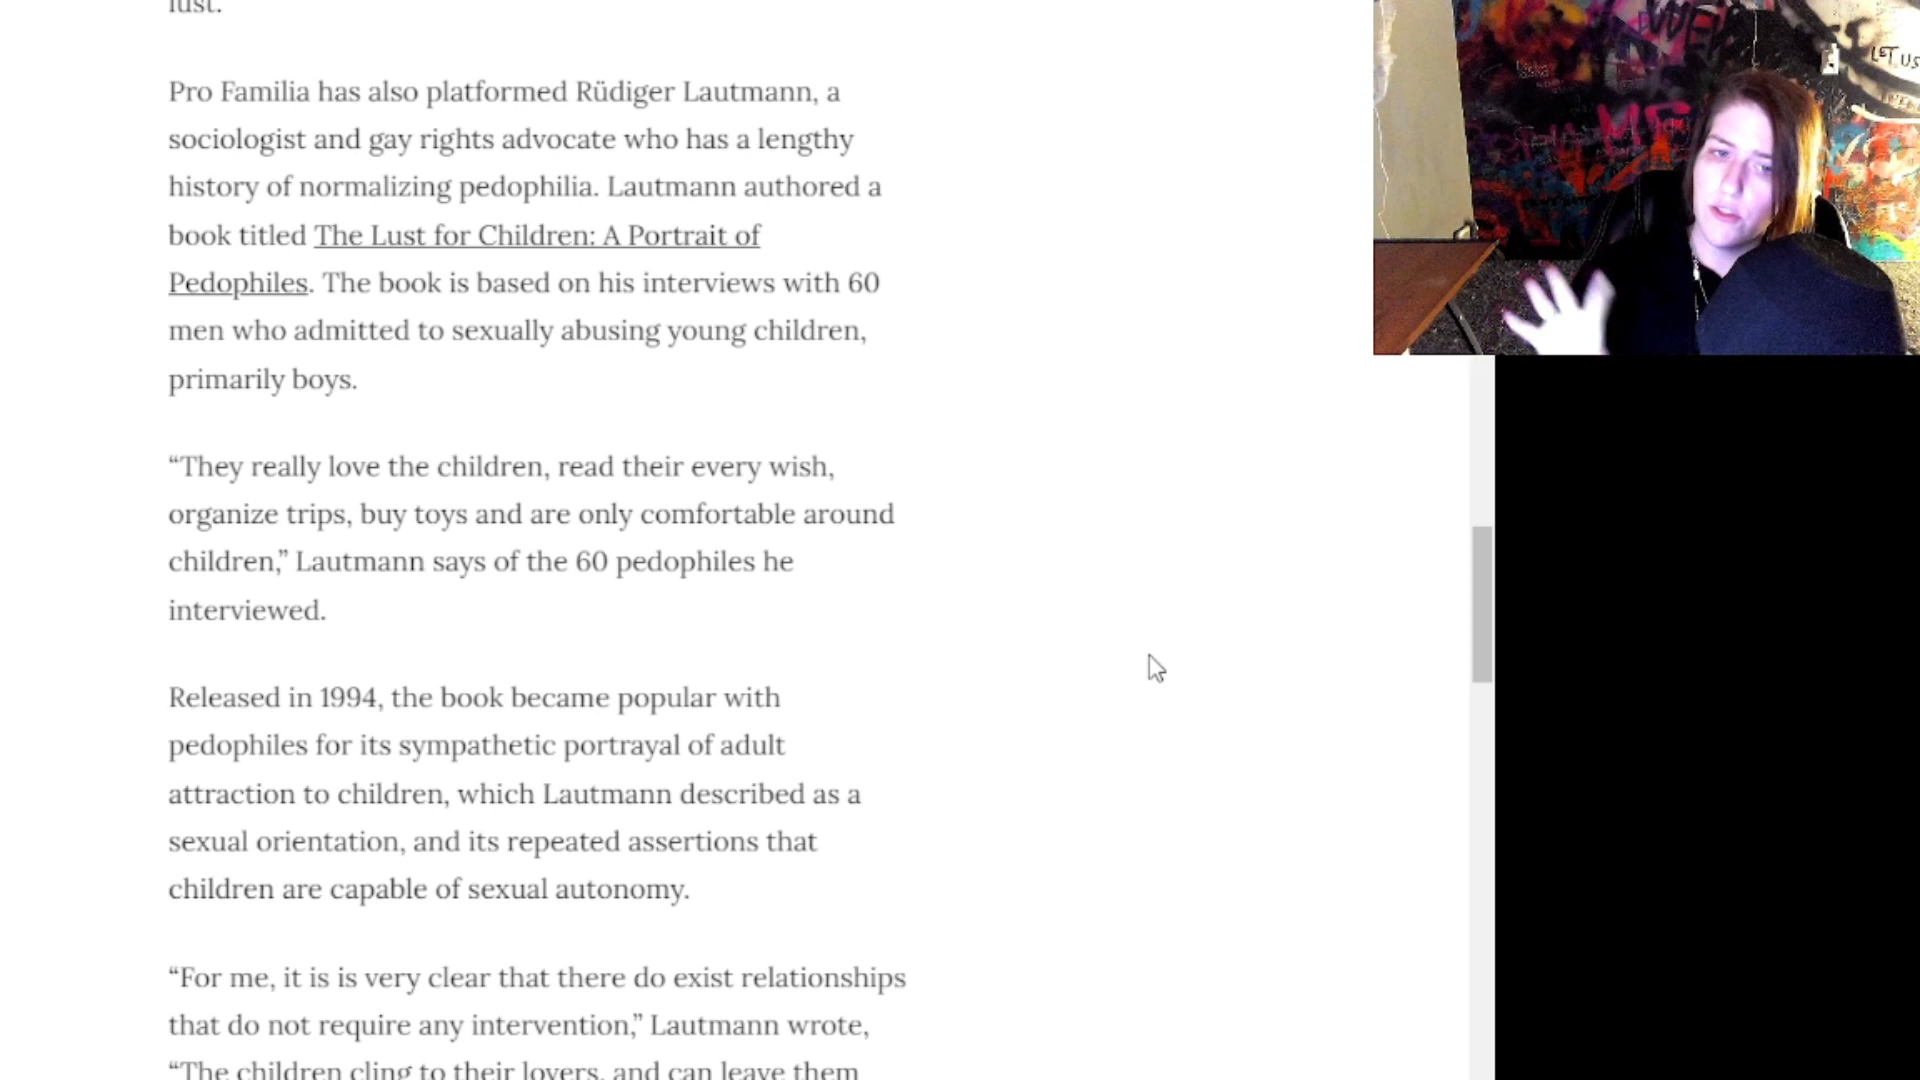 lust.
Pro Familia has also platformed Rüdiger Lautmann, a
sociologist and gay rights advocate who has a lengthy
history of normalizing pedophilia. Lautmann authored a
book titled The Lust for Children: A Portrait of
Pedophiles. The book is based on his interviews with 60
men who admitted to sexually abusing young children,
primarily boys.
“They really love the children, read their every wish,
organize trips, buy toys and are only comfortable around
children,” Lautmann says of the 60 pedophiles he
interviewed.
Released in 1994, the book became popular with
pedophiles for its sympathetic portrayal of adult
attraction to children, which Lautmann described as a
sexual orientation, and its repeated assertions that
children are capable of sexual autonomy.
“For me, it is is very clear that there do exist relationships
that do not require any intervention,” Lautmann wrote,
“The children cling to their lovers, and can leave them
LET US